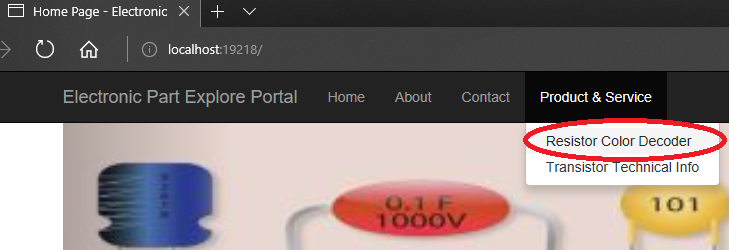 Home Page - Electronic
localhost:19218/
Electronic Part Explore Portal Home About Contact Product & Service
Resistor Color Decoder
Transistor Technical Info
0.1 F
1000V
101